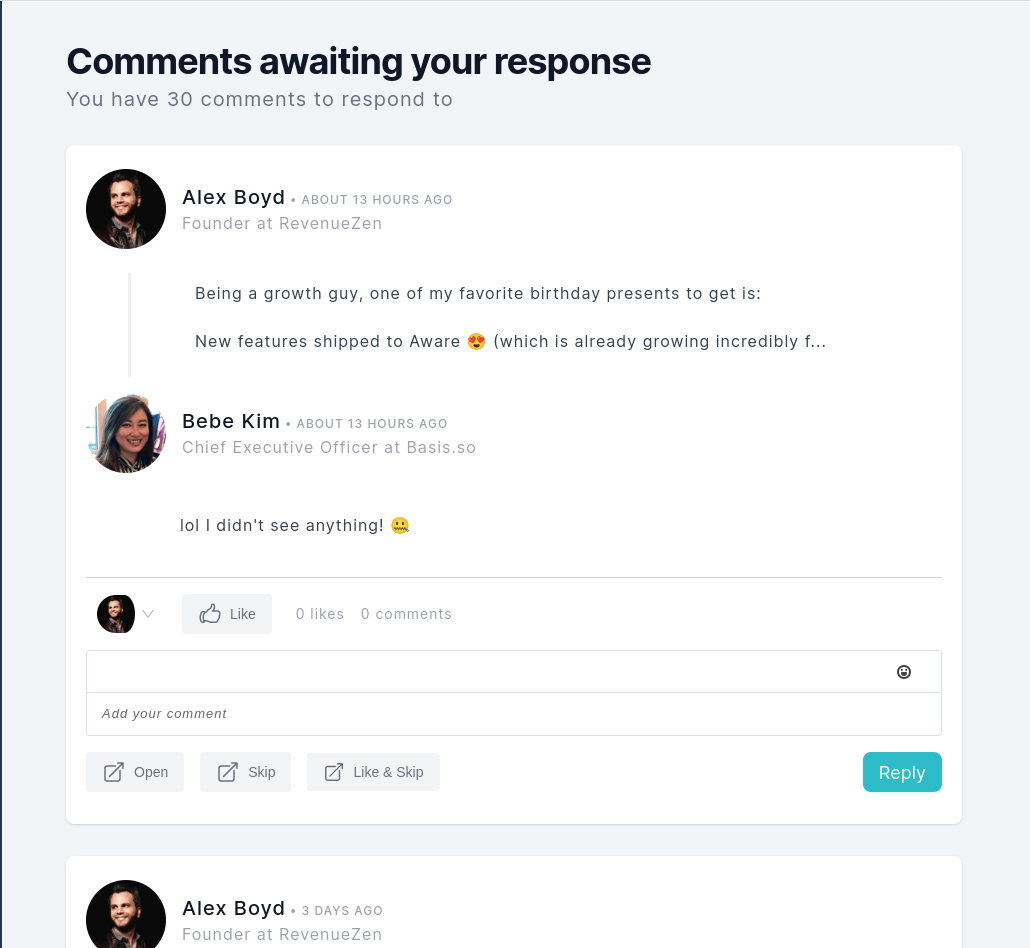 Comments awaiting your response
You have 30 comments to respond to
Alex Boyd • ABOUT 13 HOURS AGO
Founder at RevenueZen
Being a growth guy, one of my favorite birthday presents to get is:
New features shipped to Aware 😍 (which is already growing incredibly f...
Bebe Kim • ABOUT 13 HOURS AGO
Chief Executive Officer at Basis.so
lol I didn't see anything! 🤐
Like 0 likes 0 comments
Add your comment
Open Skip Like & Skip Reply
Alex Boyd • 3 DAYS AGO
Founder at RevenueZen